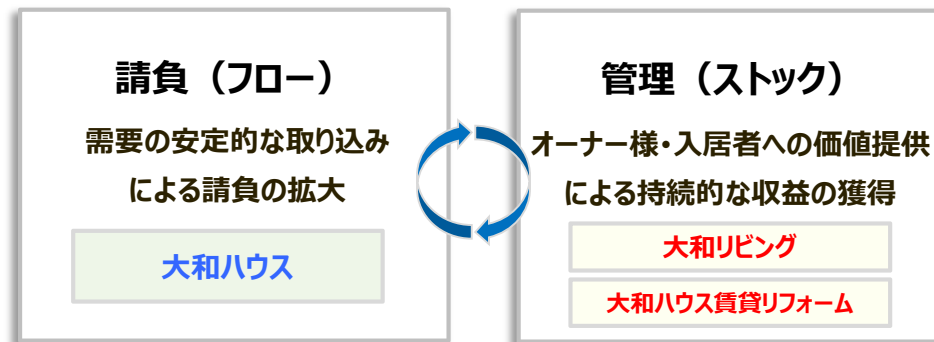 請負（フロー）
需要の安定的な取り込み
による請負の拡大
大和ハウス
管理（ストック）
オーナー様・入居者への価値提供
による持続的な収益の獲得
大和リビング
大和ハウス賃貸リフォーム